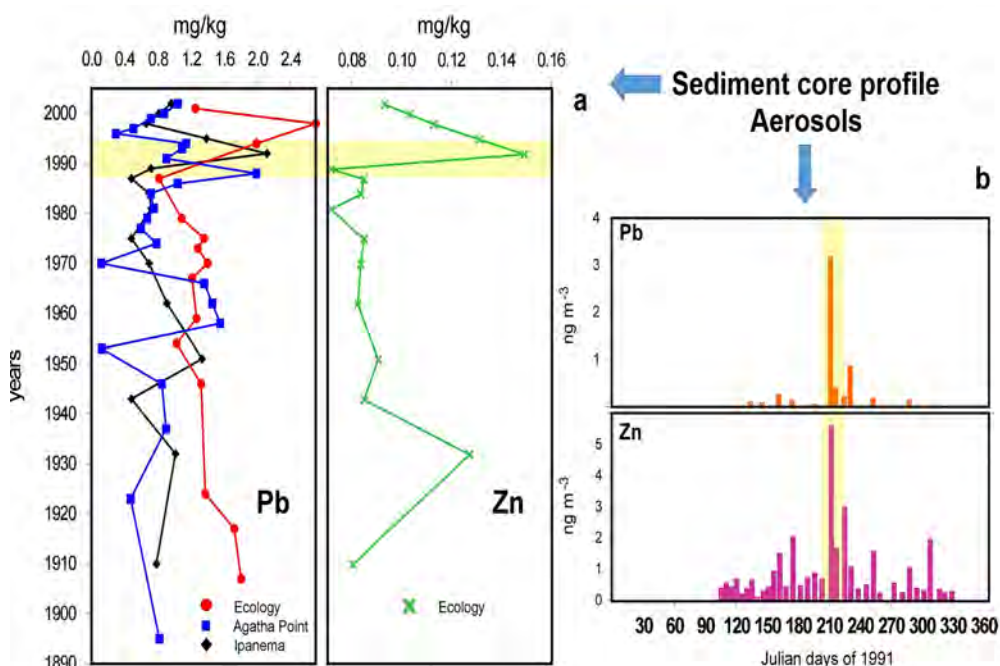 mg/kg
mg/kg
0.0 0.4 0.8 1.2 1.6 2.0 2.4
0.08 0.10 0.12 0.14 0.16
a
Sediment core profile
Aerosols
b
years
2000
1990
1980
1970
1960
1950
1940
1930
1920
1910
1900
1890
Pb
Ecology
Agatha Point
Ipanema
Zn
Ecology
Pb
ng m-3
4
3
2
1
Zn
ng m-3
5
4
3
2
1
0
30 60 90 120 150 180 210 240 270 300 330 360
Julian days of 1991